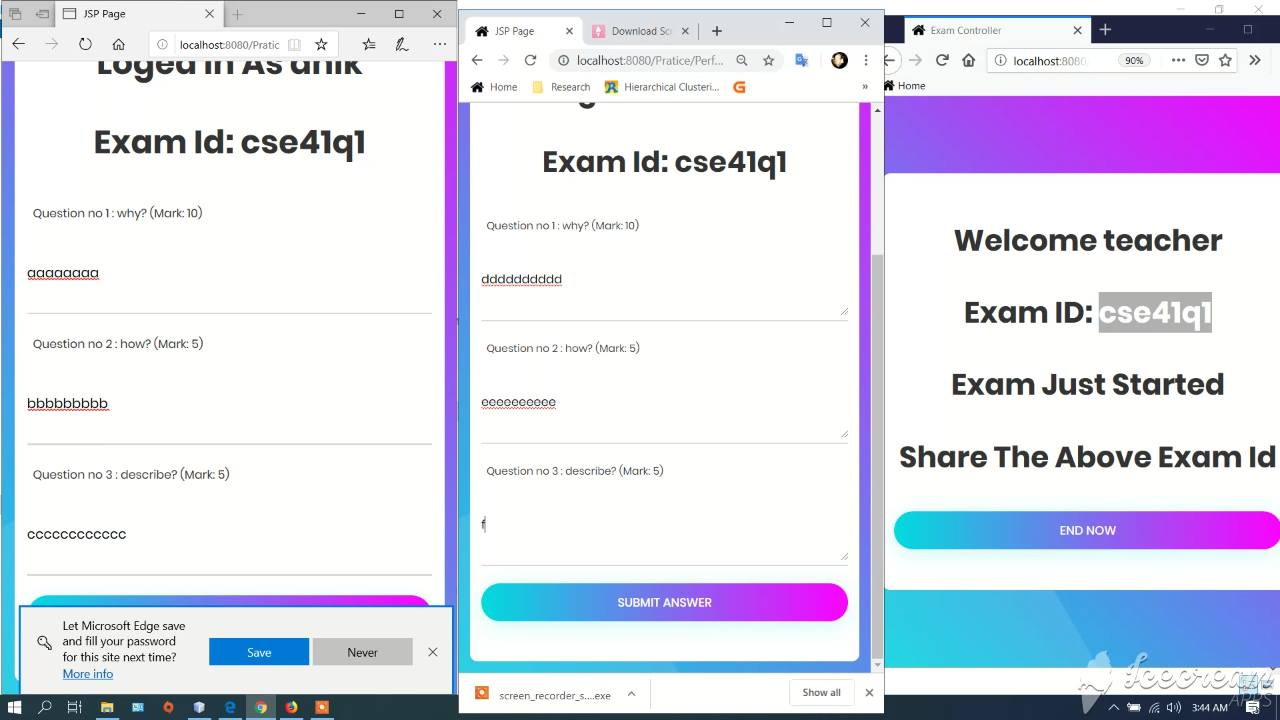 JSP Page
localhost:8080/Pratic
Loged In As anik
Exam Id: cse41q1
Question no 1 : why? (Mark: 10)
aaaaaaaa
Question no 2 : how? (Mark: 5)
bbbbbbbbbb
Question no 3 : describe? (Mark: 5)
cccccccccccc
Let Microsoft Edge save
and fill your password
for this site next time?
More info
Save
Never
JSP Page
Download Sc
localhost:8080/Pratice/Perf...
Home
Research
Hierarchical Clusteri...
Exam Id: cse41q1
Question no 1 : why? (Mark: 10)
dddddddddd
Question no 2 : how? (Mark: 5)
eeeeeeeeee
Question no 3 : describe? (Mark: 5)
f
SUBMIT ANSWER
screen_recorder_s....exe
Show all
Exam Controller
localhost:8080
90%
Home
Welcome teacher
Exam ID: cse41q1
Exam Just Started
Share The Above Exam Id
END NOW
Icecream
APPS
3:44 AM